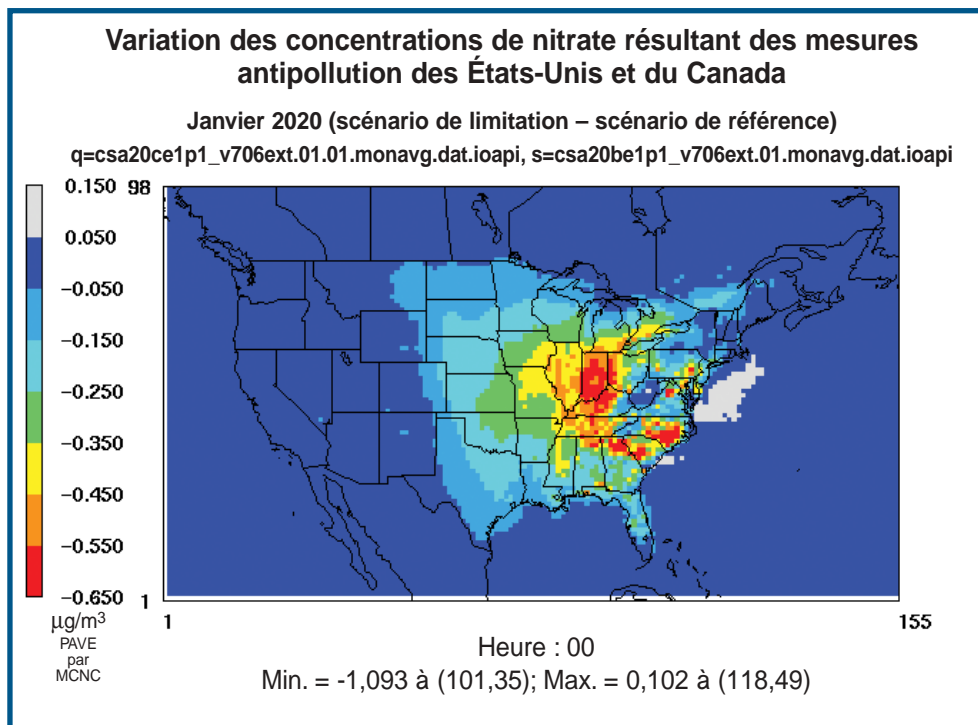 Variation des concentrations de nitrate résultant des mesures
antipollution des États-Unis et du Canada
Janvier 2020 (scénario de limitation – scénario de référence)
q=csa20ce1p1_v706ext.01.01.monavg.dat.ioapi, s=csa20be1p1_v706ext.01.monavg.dat.ioapi
0.150
0.050
−0.050
−0.150
−0.250
−0.350
−0.450
−0.550
−0.650
98
1
1
155
µg/m³
PAVE
par
MCNC
Heure : 00
Min. = -1,093 à (101,35); Max. = 0,102 à (118,49)